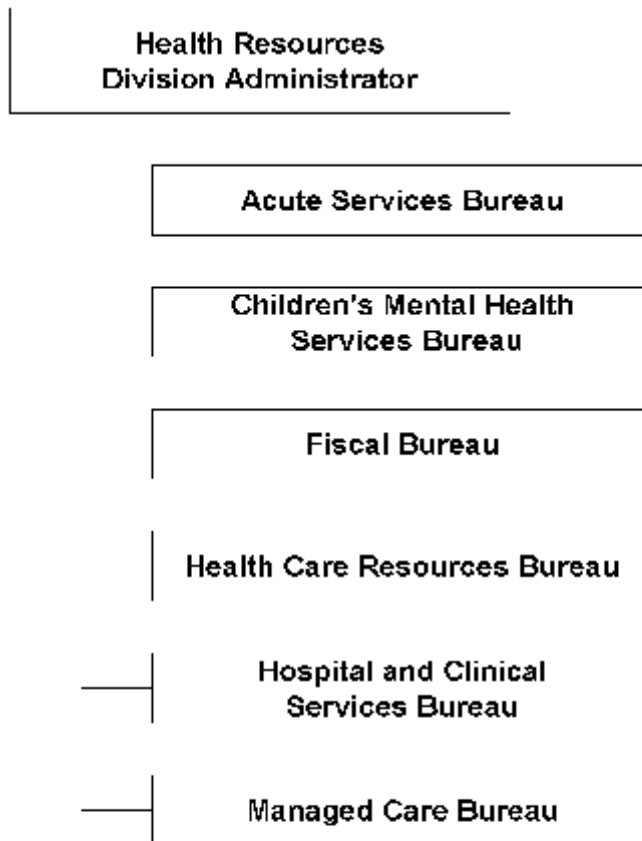 Health Resources
Division Administrator
Acute Services Bureau
Children's Mental Health
Services Bureau
Fiscal Bureau
Health Care Resources Bureau
Hospital and Clinical
Services Bureau
Managed Care Bureau